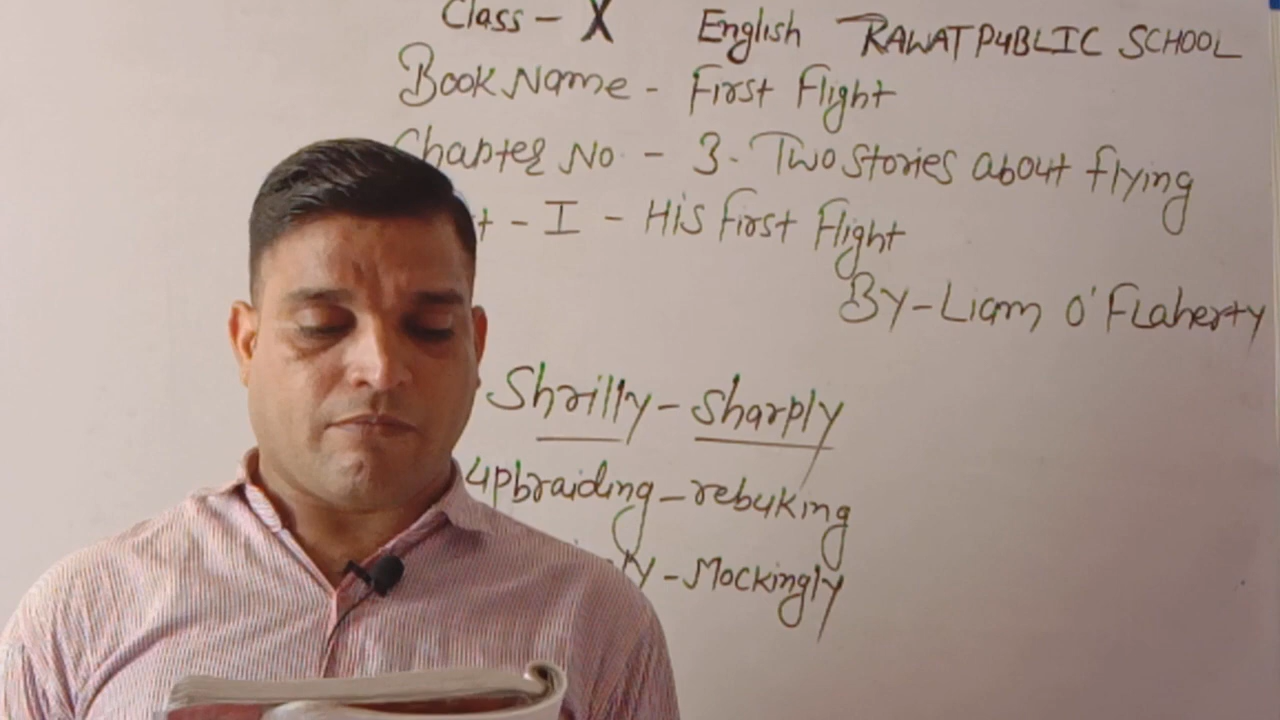 Class - X English RAWAT PUBLIC SCHOOL
Book Name - First Flight
Chapter No - 3. Two Stories about flying
- I - His First Flight
By - Liam O'Flaherty
Shrilly - Sharply
upbraiding - rebuking
- Mockingly